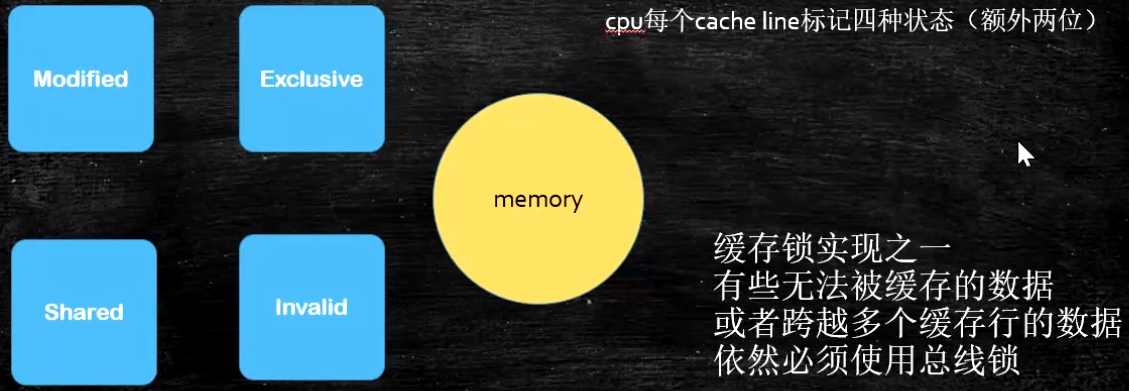 cpu每个cache line标记四种状态（额外两位）
Modified
Exclusive
memory
Shared
Invalid
缓存锁实现之一
有些无法被缓存的数据
或者跨越多个缓存行的数据
依然必须使用总线锁